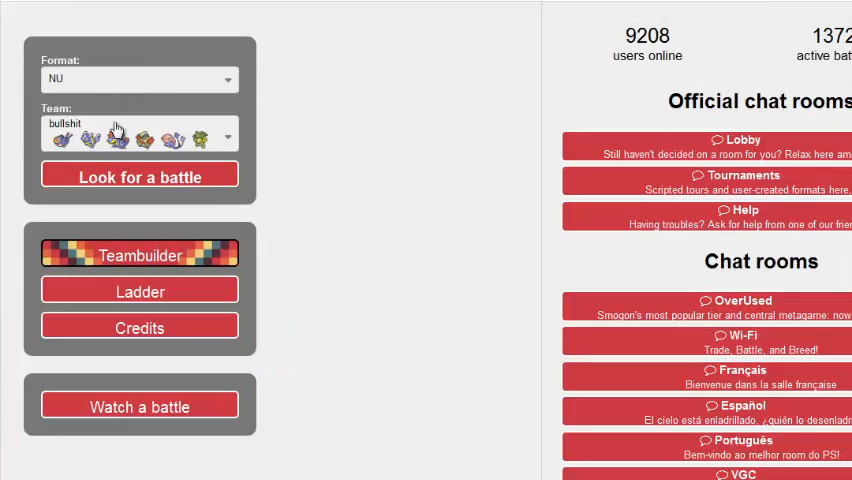 Format:
NU
Team:
bullshit
Look for a battle
Teambuilder
Ladder
Credits
Watch a battle
9208
users online
1372
active bat
Official chat rooms
Lobby
Still haven't decided on a room for you? Relax here am
Tournaments
Scripted tours and user-created formats here,
Help
Having troubles? Ask for help from one of our frien
Chat rooms
OverUsed
Smogon's most popular tier and central metagame: now
Wi-Fi
Trade, Battle, and Breed!
Français
Bienvenue dans la salle française
Español
El cielo está enladrillado, ¿quién lo desenladr
Português
Bem-vindo ao melhor room do PS!
VGC